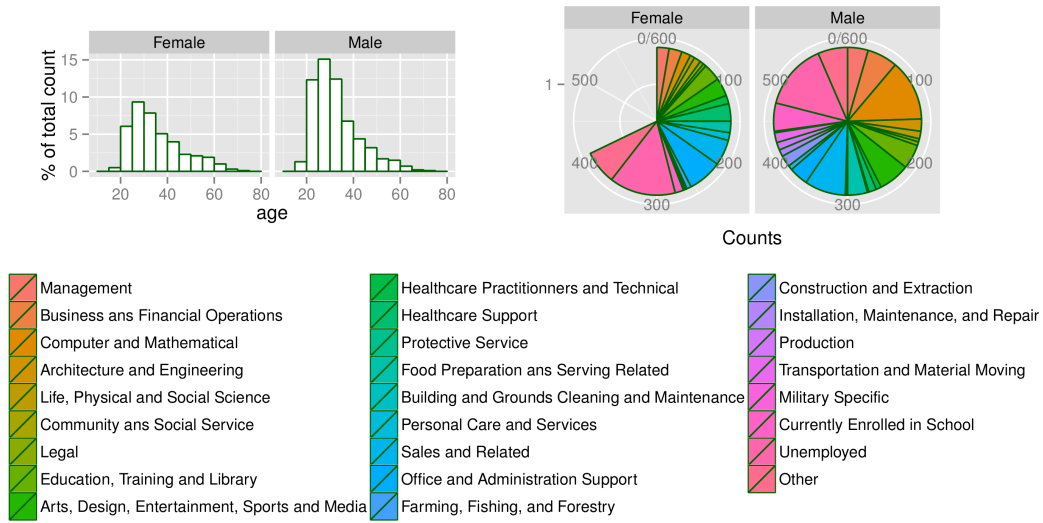 Female
Male
% of total count
15
10
5
0
20
40
60
80
20
40
60
80
age
Female
Male
1
0/600
100
200
300
400
500
0/600
100
200
300
400
500
Counts
Management
Business ans Financial Operations
Computer and Mathematical
Architecture and Engineering
Life, Physical and Social Science
Community ans Social Service
Legal
Education, Training and Library
Arts, Design, Entertainment, Sports and Media
Healthcare Practitionners and Technical
Healthcare Support
Protective Service
Food Preparation ans Serving Related
Building and Grounds Cleaning and Maintenance
Personal Care and Services
Sales and Related
Office and Administration Support
Farming, Fishing, and Forestry
Construction and Extraction
Installation, Maintenance, and Repair
Production
Transportation and Material Moving
Military Specific
Currently Enrolled in School
Unemployed
Other